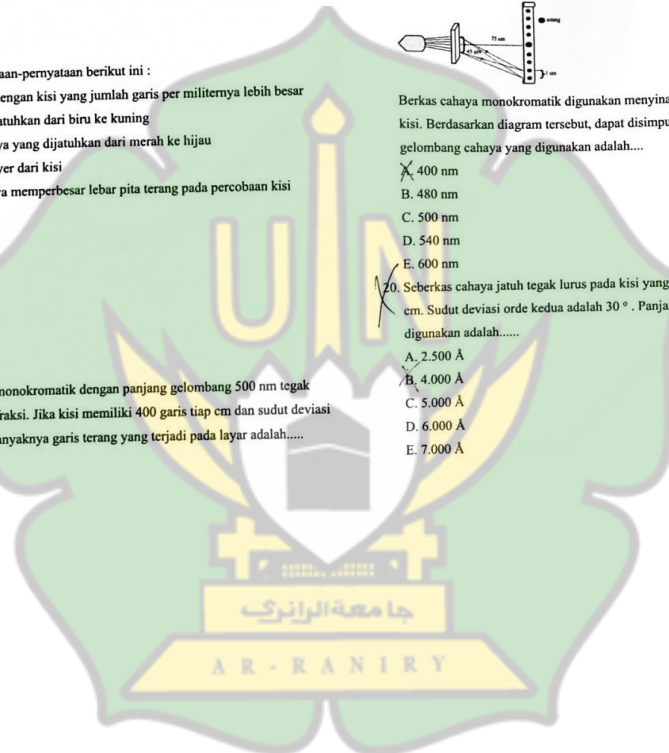 aan-pernyataan berikut ini :
engan kisi yang jumlah garis per militernya lebih besar
atuhkan dari biru ke kuning
ya yang dijatuhkan dari merah ke hijau
yer dari kisi
a memperbesar lebar pita terang pada percobaan kisi
monokromatik dengan panjang gelombang 500 nm tegak
raksi. Jika kisi memiliki 400 garis tiap cm dan sudut deviasi
anyaknya garis terang yang terjadi pada layar adalah.....
75 cm
45 µm
1 cm
Berkas cahaya monokromatik digunakan menyina
kisi. Berdasarkan diagram tersebut, dapat disimpu
gelombang cahaya yang digunakan adalah....
A. 400 nm
B. 480 nm
C. 500 nm
D. 540 nm
E. 600 nm
20. Seberkas cahaya jatuh tegak lurus pada kisi yang
cm. Sudut deviasi orde kedua adalah 30 °. Panja
digunakan adalah......
A. 2.500 Å
B. 4.000 Å
C. 5.000 Å
D. 6.000 Å
E. 7.000 Å
UIN
جامعة الرانري
AR-RANIRY